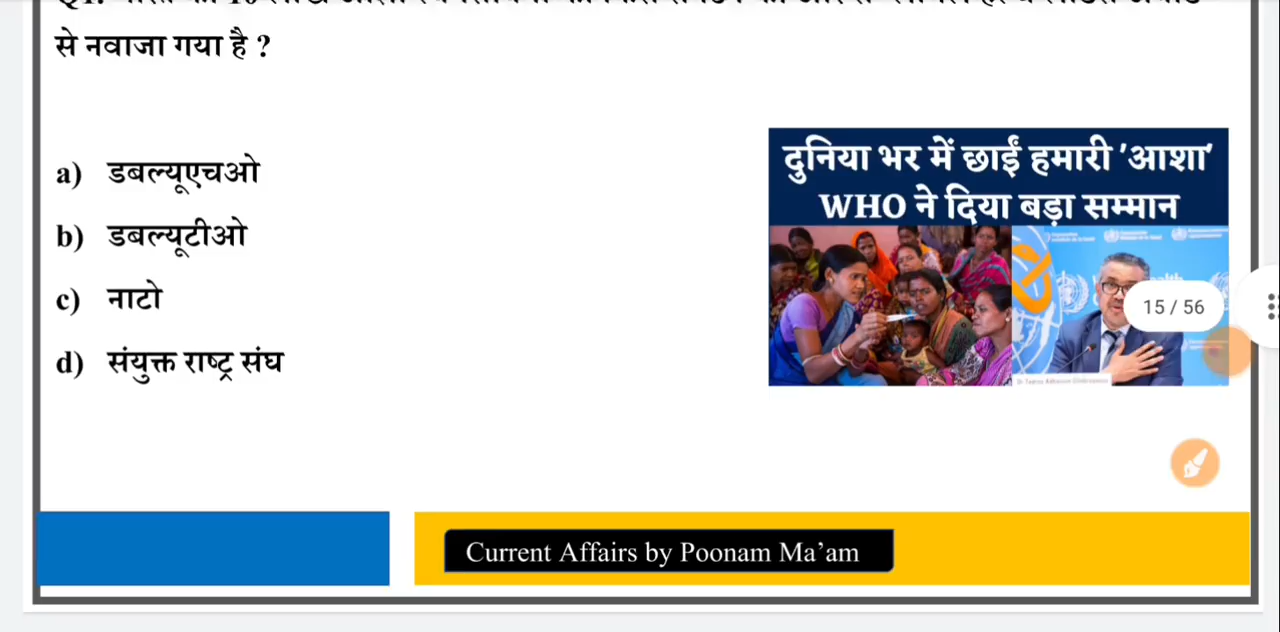 से नवाजा गया है ?
a) डबल्यूएचओ
b) डबल्यूटीओ
c) नाटो
d) संयुक्त राष्ट्र संघ
दुनिया भर में छाईं हमारी 'आशा'
WHO ने दिया बड़ा सम्मान
15 / 56
Current Affairs by Poonam Ma’am